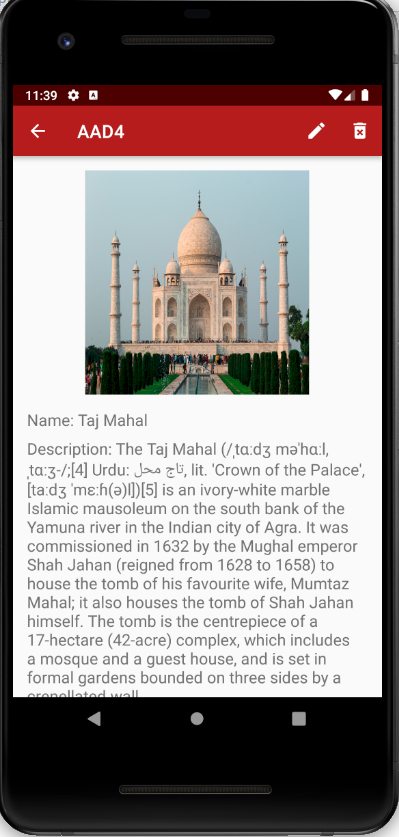 11:39
AAD4
Name: Taj Mahal
Description: The Taj Mahal (/ˌtɑːdʒ məˈhɑːl,
ˌtɑːʒ-/;[4] Urdu: تاج محل, lit. 'Crown of the Palace',
[taːdʒ ˈmɛːɦ(ə)l])[5] is an ivory-white marble
Islamic mausoleum on the south bank of the
Yamuna river in the Indian city of Agra. It was
commissioned in 1632 by the Mughal emperor
Shah Jahan (reigned from 1628 to 1658) to
house the tomb of his favourite wife, Mumtaz
Mahal; it also houses the tomb of Shah Jahan
himself. The tomb is the centrepiece of a
17-hectare (42-acre) complex, which includes
a mosque and a guest house, and is set in
formal gardens bounded on three sides by a
crenellated wall